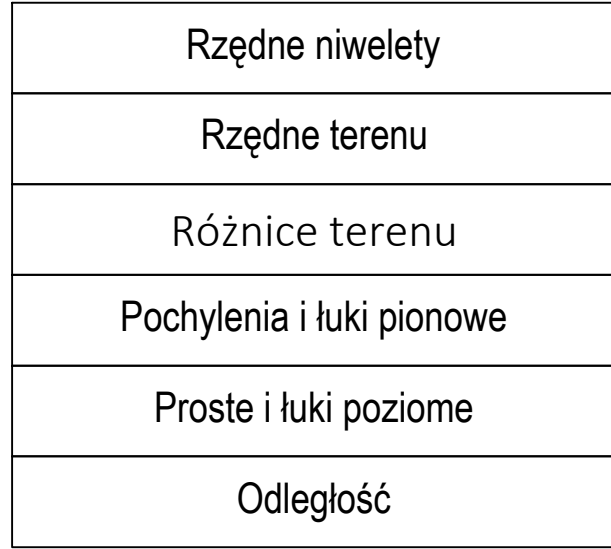 Rzędne niwelety
Rzędne terenu
Różnice terenu
Pochylenia i łuki pionowe
Proste i łuki poziome
Odległość